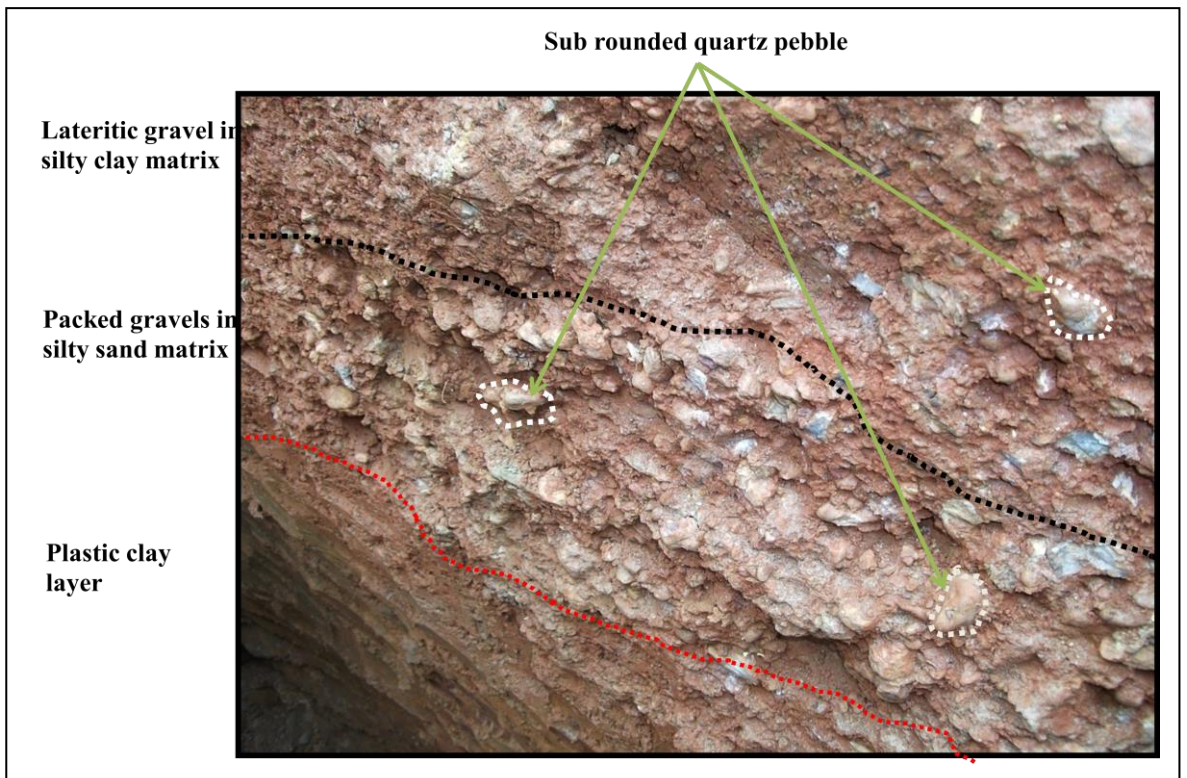 Sub rounded quartz pebble
Lateritic gravel in
silty clay matrix
Packed gravels in
silty sand matrix
Plastic clay
layer